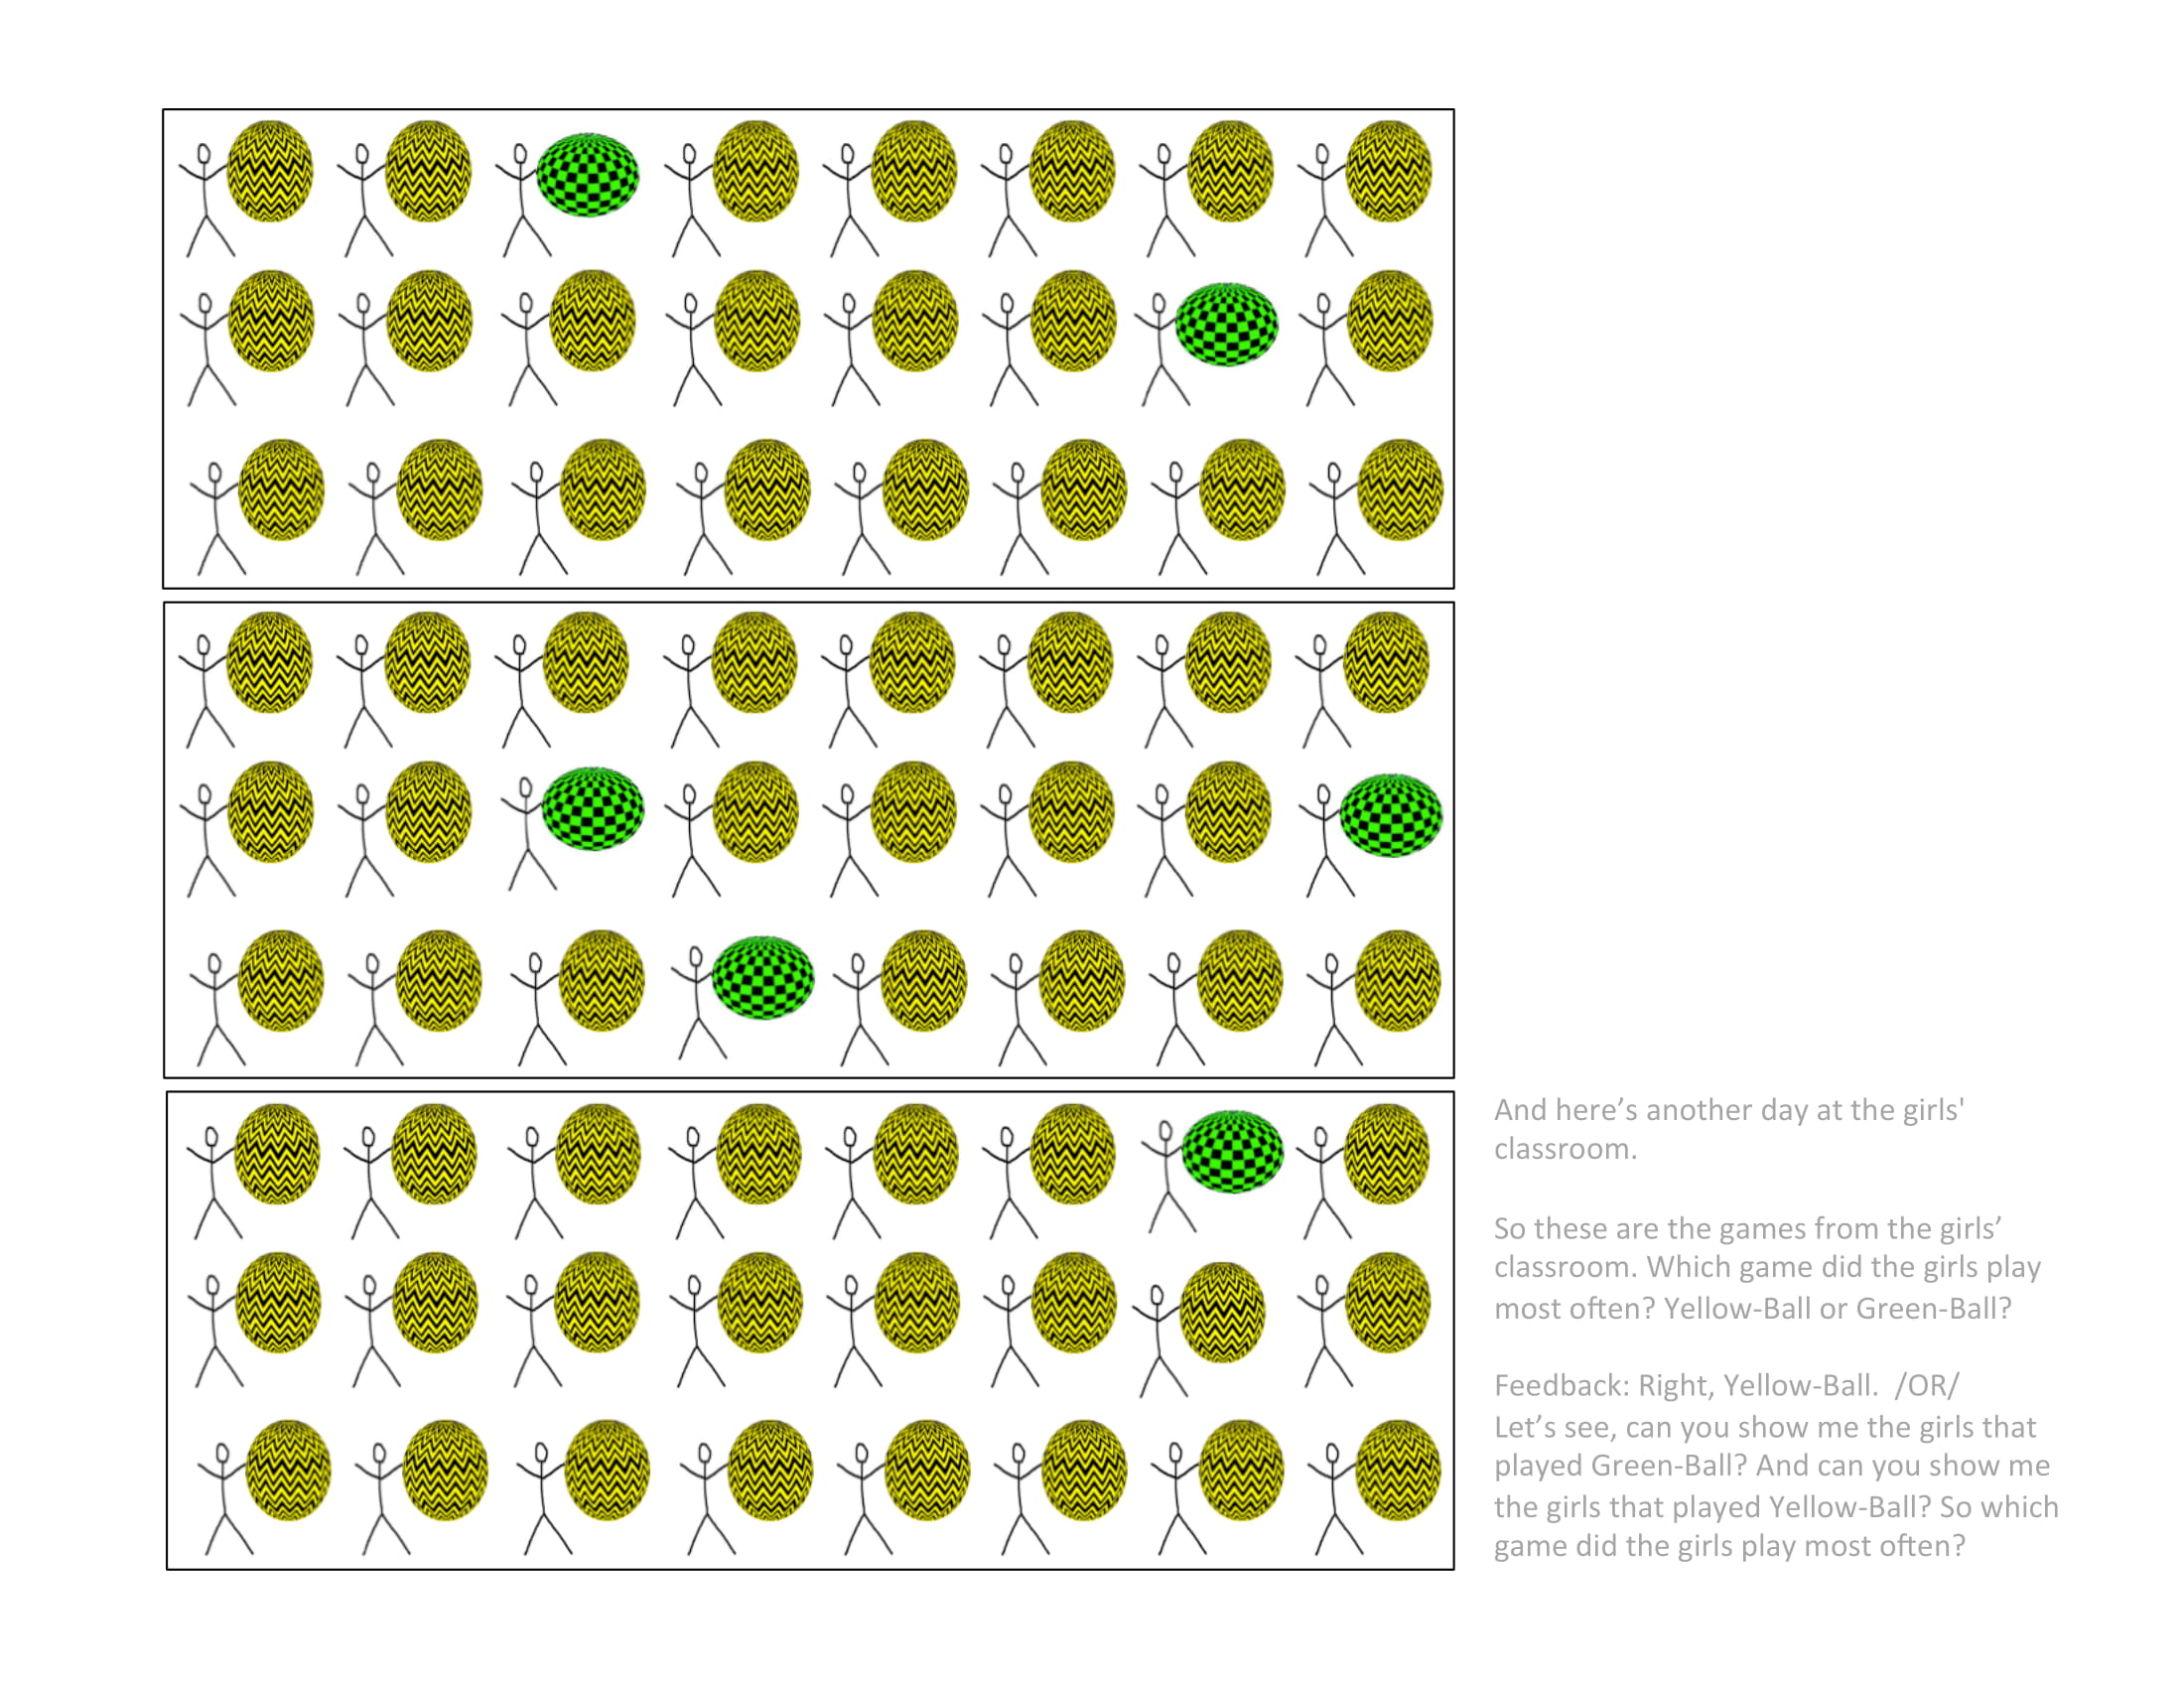 And here’s another day at the girls'
classroom.
So these are the games from the girls’
classroom. Which game did the girls play
most often? Yellow-Ball or Green-Ball?
Feedback: Right, Yellow-Ball.  /OR/
Let’s see, can you show me the girls that
played Green-Ball? And can you show me
the girls that played Yellow-Ball? So which
game did the girls play most often?